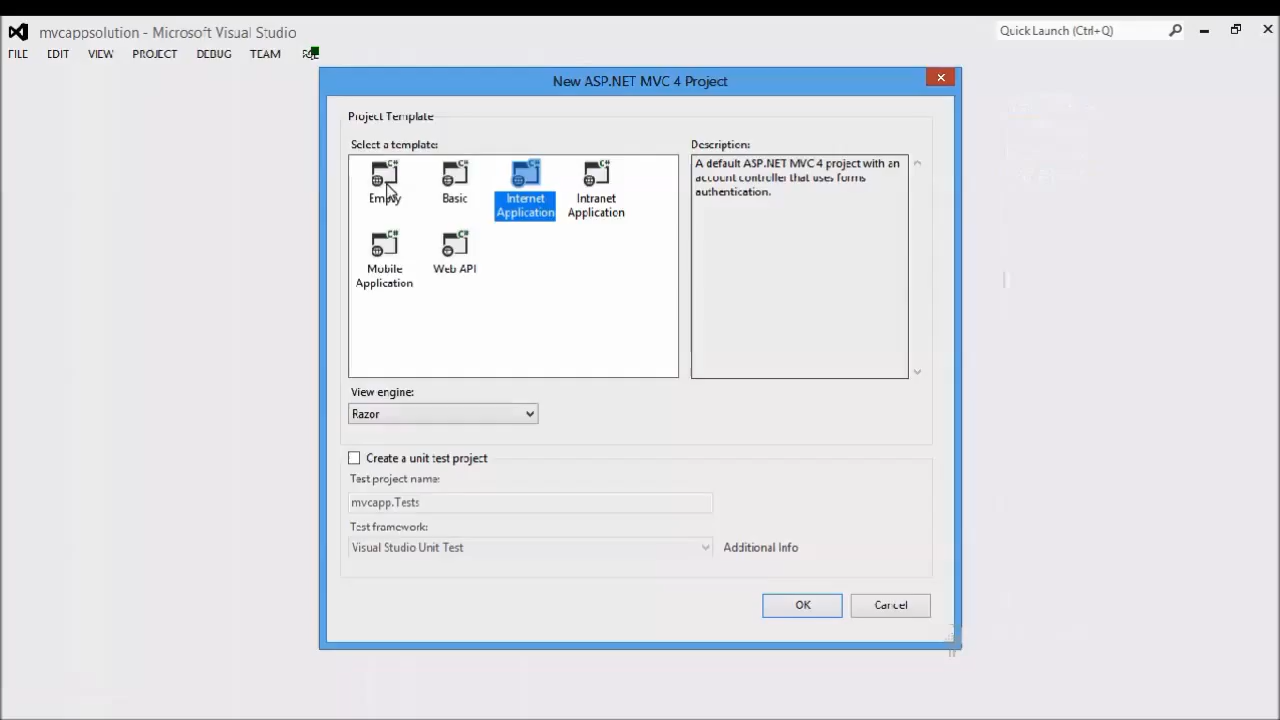 mvcappsolution - Microsoft Visual Studio
Quick Launch (Ctrl+Q)
FILE EDIT VIEW PROJECT DEBUG TEAM
New ASP.NET MVC 4 Project
Project Template
Select a template:
Description:
Empty
Basic
Internet
Application
Intranet
Application
Mobile
Application
Web API
A default ASP.NET MVC 4 project with an
account controller that uses forms
authentication.
View engine:
Razor
Create a unit test project
Test project name:
mvcapp.Tests
Test framework:
Visual Studio Unit Test
Additional Info
OK
Cancel